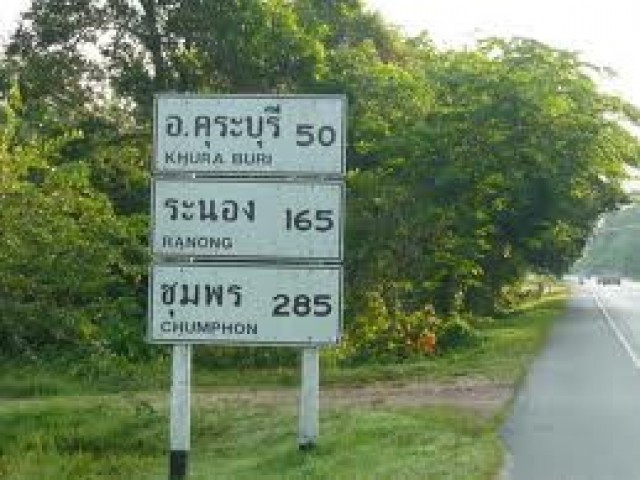 อ.คุระบุรี 50
KHURA BURI
ระนอง 165
RANONG
ชุมพร 285
CHUMPHON